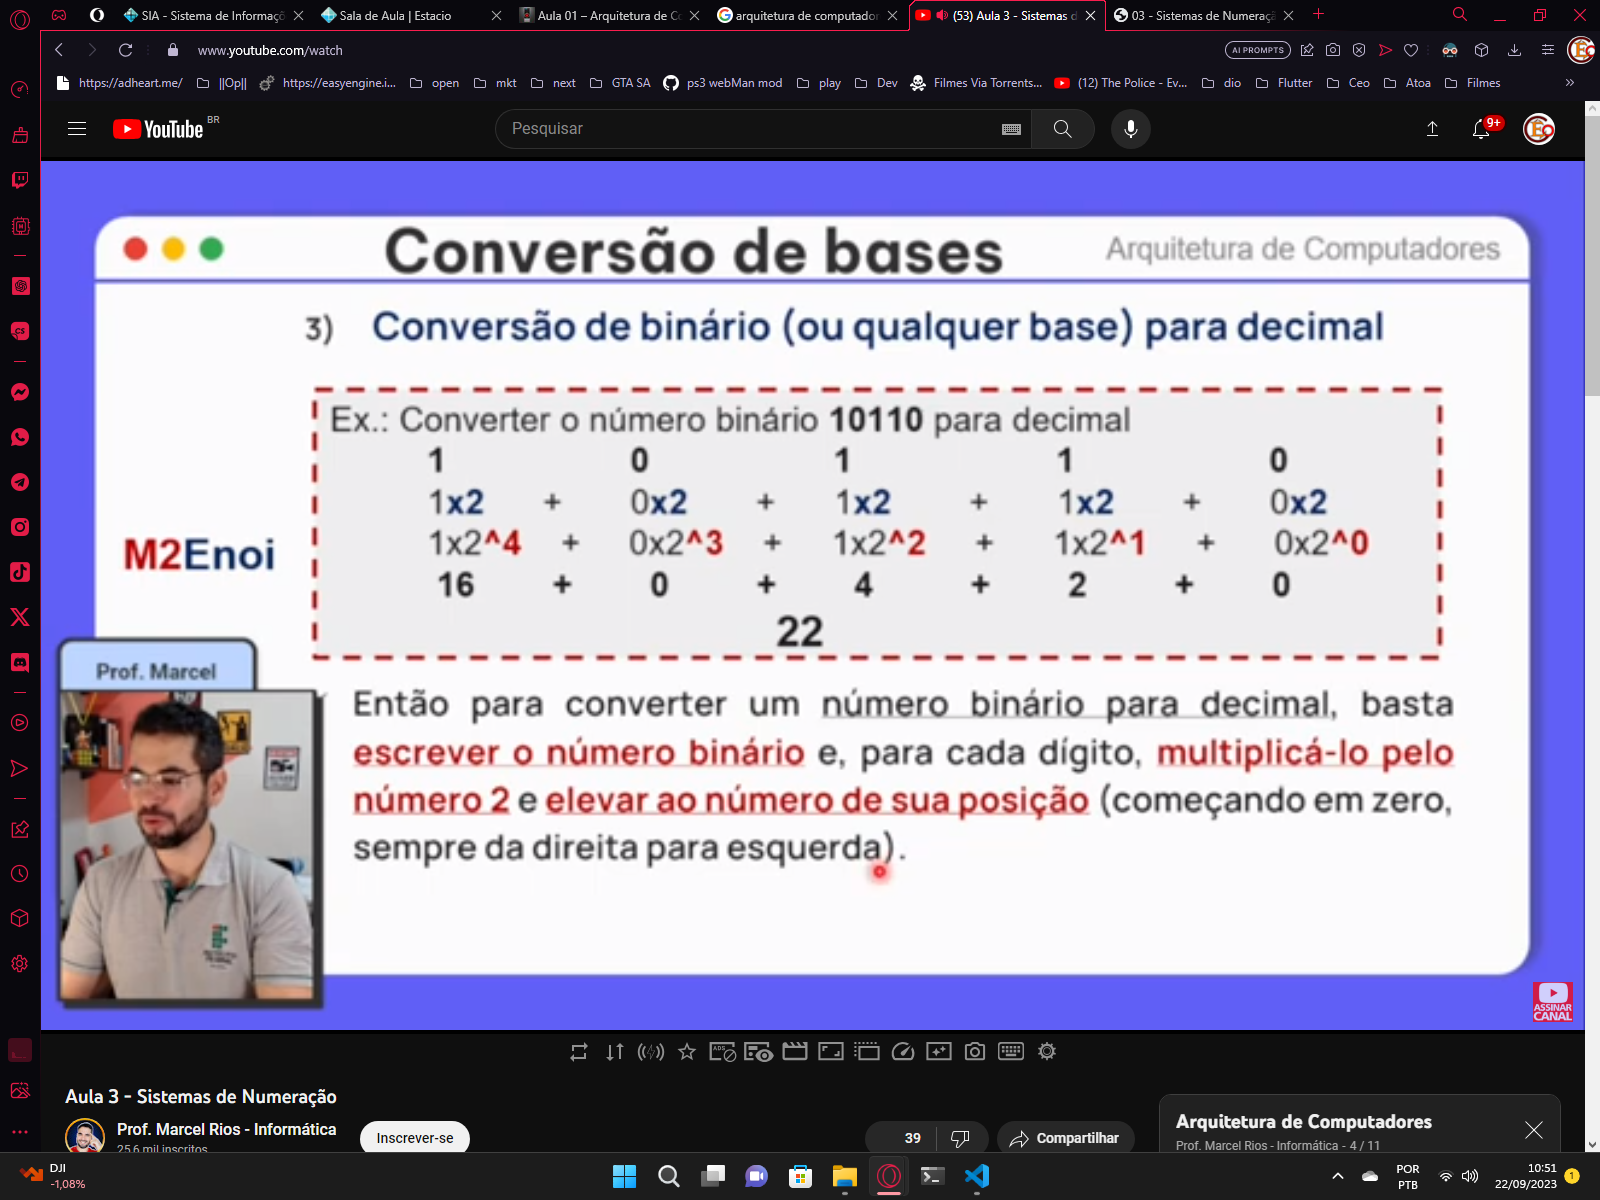 SIA - Sistema de Informaçõ
Sala de Aula | Estacio
Aula 01 – Arquitetura de Co
arquitetura de computador
(53) Aula 3 - Sistemas d
03 - Sistemas de Numeraçã
www.youtube.com/watch
AI PROMPTS
https://adheart.me/
||Op||
https://easyengine.i...
open
mkt
next
GTA SA
ps3 webMan mod
play
Dev
Filmes Via Torrents...
(12) The Police - Ev...
dio
Flutter
Ceo
Atoa
Filmes
YouTube BR
Pesquisar
9+
Conversão de bases
Arquitetura de Computadores
3) Conversão de binário (ou qualquer base) para decimal
Ex.: Converter o número binário 10110 para decimal
1 0 1 1 0
1x2 + 0x2 + 1x2 + 1x2 + 0x2
1x2^4 + 0x2^3 + 1x2^2 + 1x2^1 + 0x2^0
16 + 0 + 4 + 2 + 0
22
M2Enoi
Prof. Marcel
Então para converter um número binário para decimal, basta
escrever o número binário e, para cada dígito, multiplicá-lo pelo
número 2 e elevar ao número de sua posição (começando em zero,
sempre da direita para esquerda).
ASSINAR
CANAL
Aula 3 - Sistemas de Numeração
Prof. Marcel Rios - Informática
25,6 mil inscritos
Inscrever-se
39
Compartilhar
Arquitetura de Computadores
Prof. Marcel Rios - Informática - 4 / 11
DJI
-1,08%
POR
PTB
10:51
22/09/2023
1